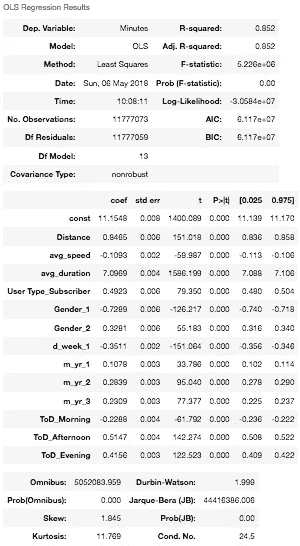 OLS Regression Results
Dep. Variable: Minutes R-squared: 0.852
Model: OLS Adj. R-squared: 0.852
Method: Least Squares F-statistic: 5.226e+06
Date: Sun, 06 May 2018 Prob (F-statistic): 0.00
Time: 10:08:11 Log-Likelihood: -3.0584e+07
No. Observations: 11777073 AIC: 6.117e+07
Df Residuals: 11777059 BIC: 6.117e+07
Df Model: 13
Covariance Type: nonrobust
coef std err t P>|t| [0.025 0.975]
const 11.1548 0.008 1400.089 0.000 11.139 11.170
Distance 0.8465 0.006 151.018 0.000 0.836 0.858
avg_speed -0.1093 0.002 -59.987 0.000 -0.113 -0.106
avg_duration 7.0969 0.004 1586.199 0.000 7.088 7.106
User Type_Subscriber 0.4923 0.006 79.350 0.000 0.480 0.504
Gender_1 -0.7289 0.006 -126.217 0.000 -0.740 -0.718
Gender_2 0.3281 0.006 55.183 0.000 0.316 0.340
d_week_1 -0.3511 0.002 -151.064 0.000 -0.356 -0.346
m_yr_1 0.1078 0.003 33.786 0.000 0.102 0.114
m_yr_2 0.2839 0.003 95.040 0.000 0.278 0.290
m_yr_3 0.2309 0.003 77.377 0.000 0.225 0.237
ToD_Morning -0.2288 0.004 -61.792 0.000 -0.236 -0.222
ToD_Afternoon 0.5147 0.004 142.274 0.000 0.508 0.522
ToD_Evening 0.4156 0.003 122.523 0.000 0.409 0.422
Omnibus: 5052083.959 Durbin-Watson: 1.999
Prob(Omnibus): 0.000 Jarque-Bera (JB): 44416386.006
Skew: 1.845 Prob(JB): 0.00
Kurtosis: 11.769 Cond. No. 24.5